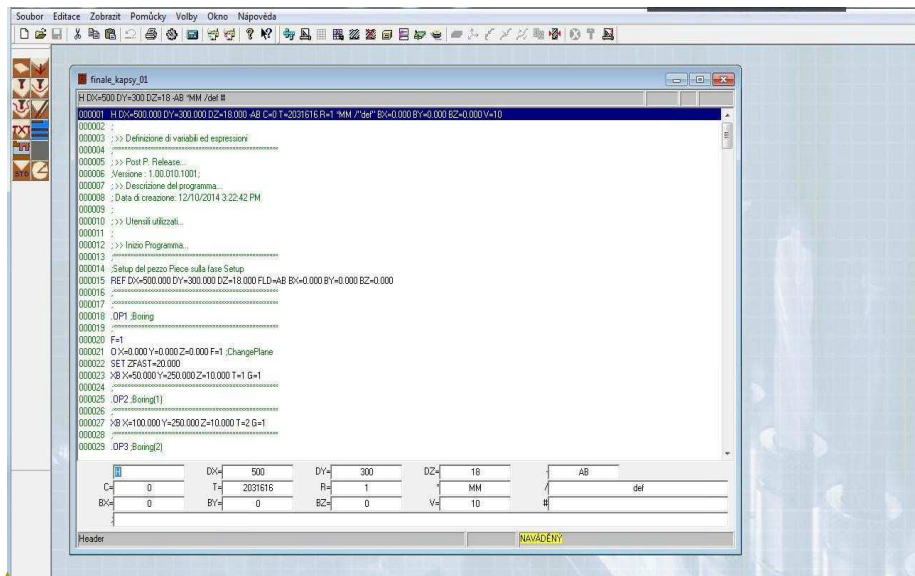 Soubor Editace Zobrazit Pomůcky Volby Okno Nápověda
finale_kapsy_01
H DX=500 DY=300 DZ=18 -AB *MM /def #
000001 H DX=500.000 DY=300.000 DZ=18.000 -AB C=0 T=2031616 R=1 *MM /"def" BX=0.000 BY=0.000 BZ=0.000 V=10
000002 ;
000003 ;>> Definizione di variabili ed espressioni
000004
000005 ;>> Post P. Release...
000006 ;Versione : 1.00.010.1001;
000007 ;>> Descrizione del programma...
000008 ;Data di creazione: 12/10/2014 3:22:42 PM
000009 ;
000010 ;>> Utensili utilizzati...
000011 ;
000012 ;>> Inizio Programma...
000013
000014 ;Setup del pezzo Piece sulla fase Setup
000015 REF DX=500.000 DY=300.000 DZ=18.000 FLD=AB BX=0.000 BY=0.000 BZ=0.000
000016
000017
000018 .OP1 ;Boring
000019
000020 F=1
000021 O X=0.000 Y=0.000 Z=0.000 F=1 ;ChangePlane
000022 SET ZFAST=20.000
000023 XB X=50.000 Y=250.000 Z=10.000 T=1 G=1
000024
000025 .OP2 ;Boring(1)
000026
000027 XB X=100.000 Y=250.000 Z=10.000 T=2 G=1
000028
000029 .OP3 ;Boring(2)
H DX= 500 DY= 300 DZ= 18 - AB
C= 0 T= 2031616 R= 1 * MM / def
BX= 0 BY= 0 BZ= 0 V= 10 #
;
Header NAVÁDĚNÝ
STD